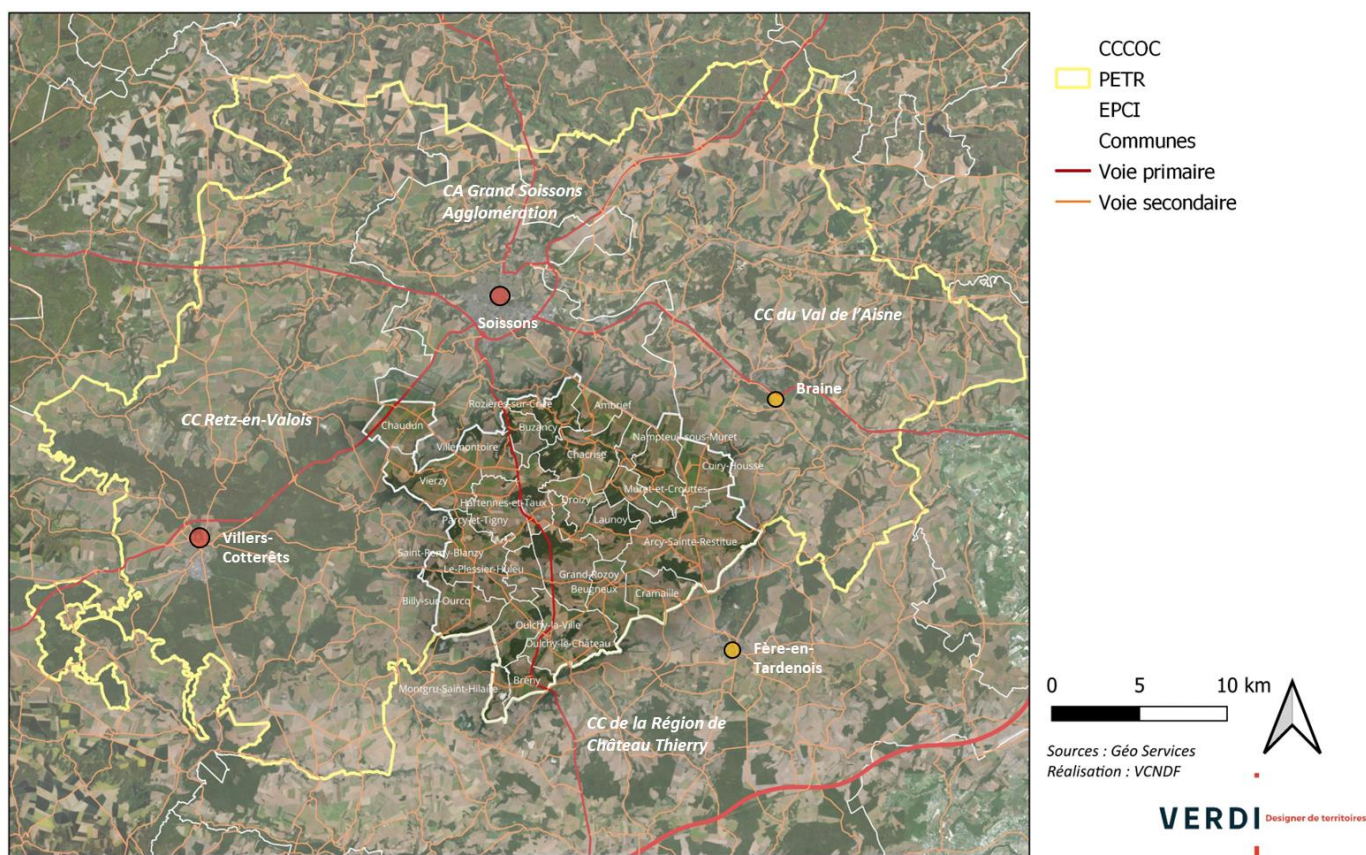 CA Grand Soissons
Agglomération
Soissons
CC du Val de l'Aisne
Braine
CC Retz-en-Valois
Rozières-sur-Crise
Ambrief
Chaudun
Buzancy
Villemontoire
Nampteuil-sous-Muret
Chacrise
Cuiry-Housse
Vierzy
Muret-et-Crouttes
Hartennes-et-Taux
Droizy
Parcy-et-Tigny
Launoy
Villers-
Cotterêts
Arcy-Sainte-Restitue
Saint-Remy-Blanzy
Le-Plessier-Huleu
Grand-Rozoy
Beugneux
Cramaille
Billy-sur-Ourcq
Oulchy-la-Ville
Oulchy-le-Château
Fère-en-
Tardenois
Brény
Montgru-Saint-Hilaire
CC de la Région de
Château Thierry
CCCOC
PETR
EPCI
Communes
Voie primaire
Voie secondaire
0 5 10 km
Sources : Géo Services
Réalisation : VCNDF
VERDI Designer de territoires